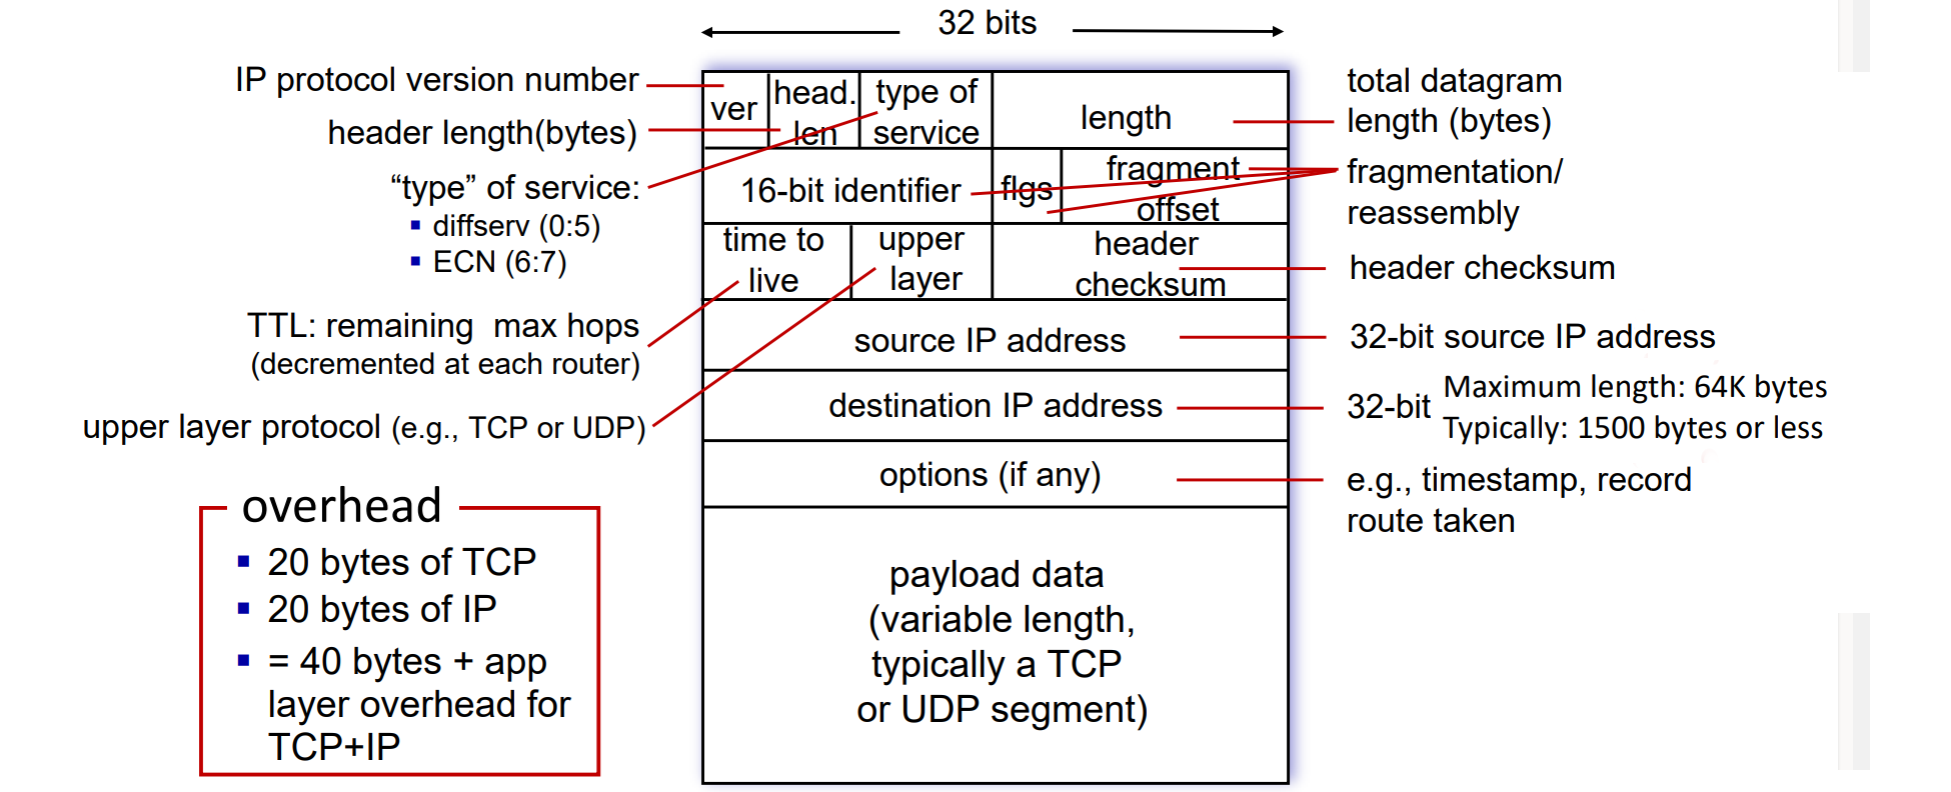 32 bits
IP protocol version number
header length(bytes)
“type” of service:
▪ diffserv (0:5)
▪ ECN (6:7)
TTL: remaining max hops
(decremented at each router)
upper layer protocol (e.g., TCP or UDP)
overhead
▪ 20 bytes of TCP
▪ 20 bytes of IP
▪ = 40 bytes + app
layer overhead for
TCP+IP
ver
head.
len
type of
service
length
16-bit identifier
flgs
fragment
offset
time to
live
upper
layer
header
checksum
source IP address
destination IP address
options (if any)
payload data
(variable length,
typically a TCP
or UDP segment)
total datagram
length (bytes)
fragmentation/
reassembly
header checksum
32-bit source IP address
32-bit
Maximum length: 64K bytes
Typically: 1500 bytes or less
e.g., timestamp, record
route taken